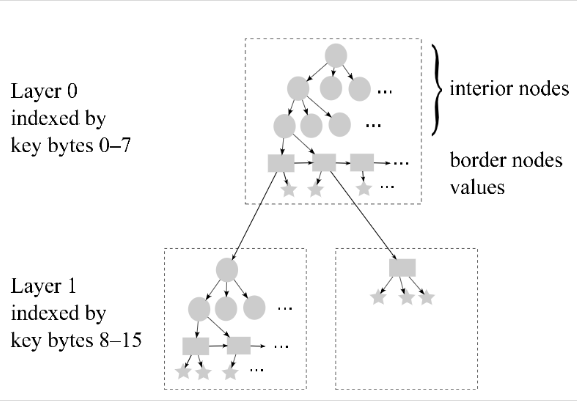 Layer 0
indexed by
key bytes 0–7
interior nodes
border nodes
values
...
...
...
...
Layer 1
indexed by
key bytes 8–15
...
...
...